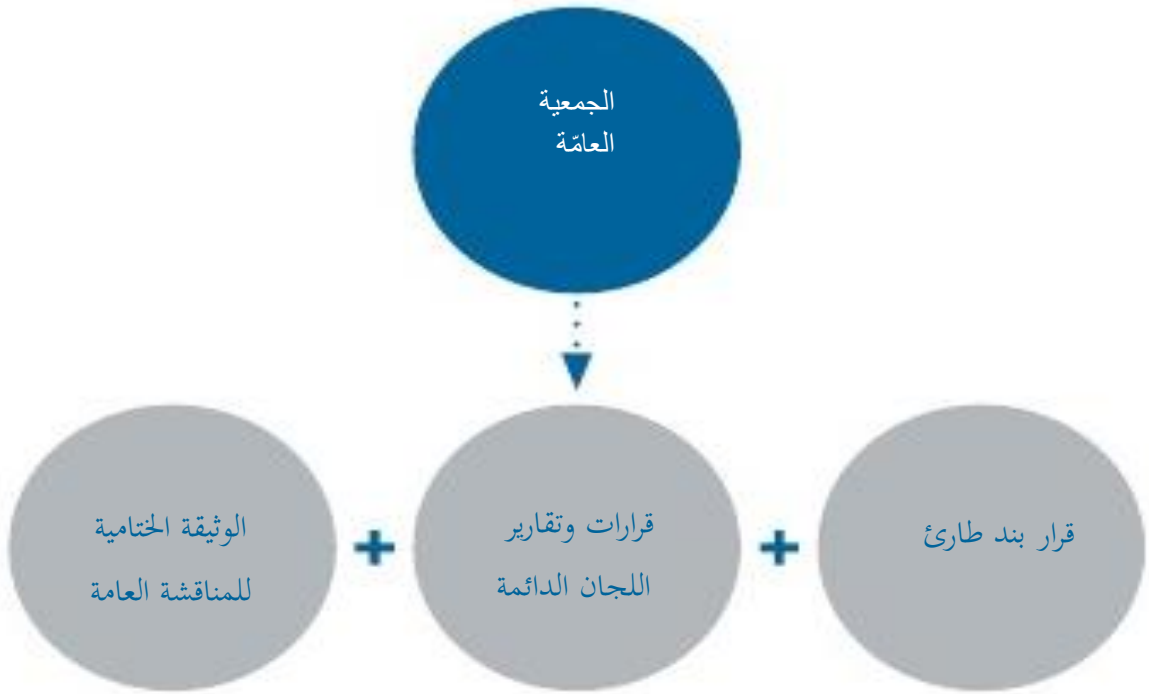 الجمعية
العامّة
قرار بند طارئ
قرارات وتقارير
اللجان الدائمة
الوثيقة الختامية
للمناقشة العامة